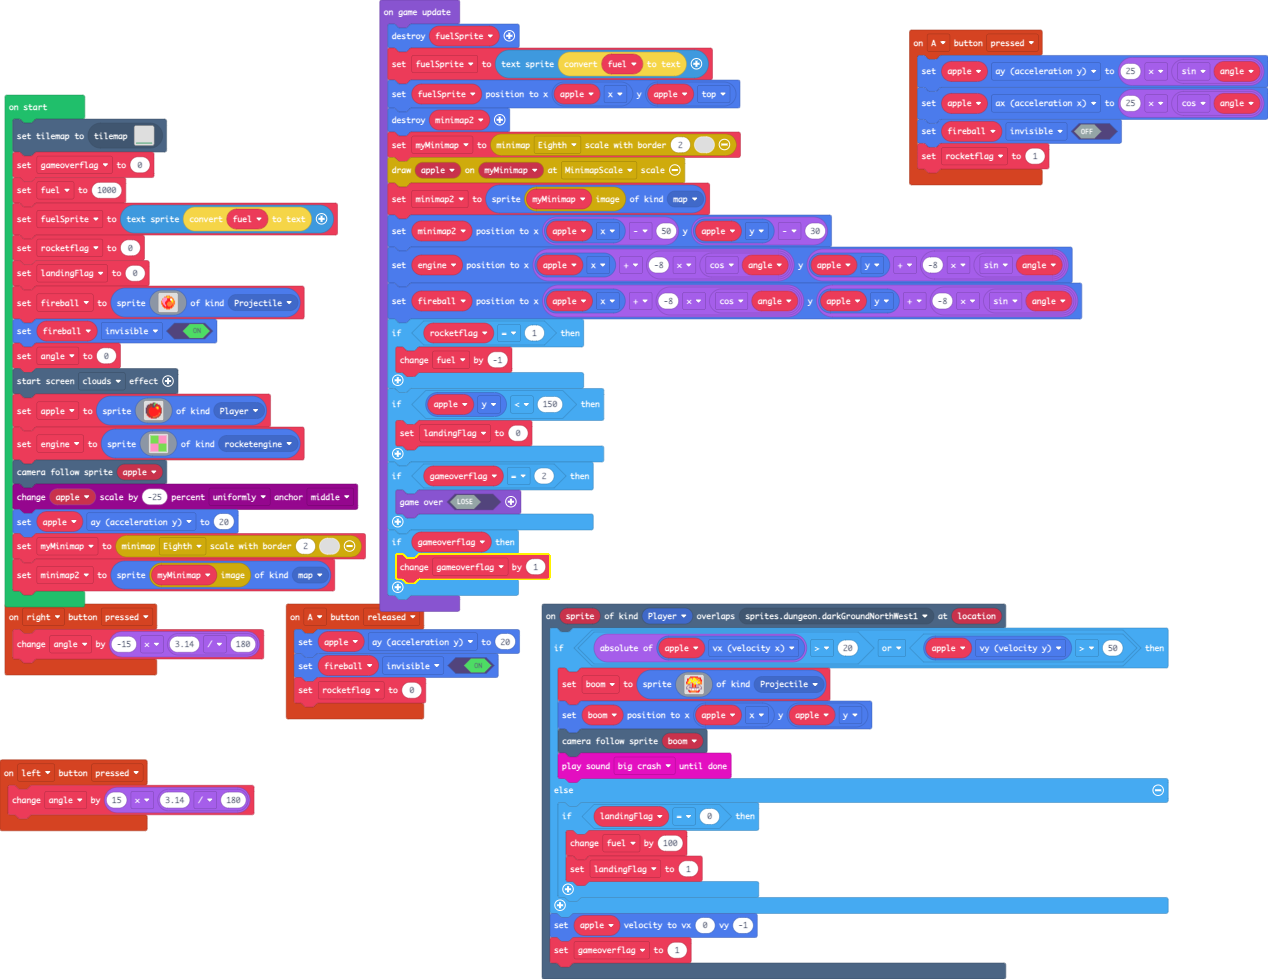 on start
set tilemap to tilemap
set gameoverflag to 0
set fuel to 1000
set fuelSprite to text sprite convert fuel to text
set rocketflag to 0
set landingFlag to 0
set fireball to sprite of kind Projectile
set fireball invisible ON
set angle to 0
start screen clouds effect
set apple to sprite of kind Player
set engine to sprite of kind rocketengine
camera follow sprite apple
change apple scale by -25 percent uniformly anchor middle
set apple ay (acceleration y) to 20
set myMinimap to minimap Eighth scale with border 2
set minimap2 to sprite myMinimap image of kind map
on right button pressed
change angle by -15 × 3.14 / 180
on left button pressed
change angle by 15 × 3.14 / 180
on A button released
set apple ay (acceleration y) to 20
set fireball invisible ON
set rocketflag to 0
on game update
destroy fuelSprite
set fuelSprite to text sprite convert fuel to text
set fuelSprite position to x apple x y apple top
destroy minimap2
set myMinimap to minimap Eighth scale with border 2
draw apple on myMinimap at MinimapScale scale
set minimap2 to sprite myMinimap image of kind map
set minimap2 position to x apple x - 50 y apple y - 30
set engine position to x apple x + -8 × cos angle y apple y + -8 × sin angle
set fireball position to x apple x + -8 × cos angle y apple y + -8 × sin angle
if rocketflag = 1 then
change fuel by -1
if apple y < 150 then
set landingFlag to 0
if gameoverflag = 2 then
game over LOSE
if gameoverflag then
change gameoverflag by 1
on A button pressed
set apple ay (acceleration y) to 25 × sin angle
set apple ax (acceleration x) to 25 × cos angle
set fireball invisible OFF
set rocketflag to 1
on sprite of kind Player overlaps sprites.dungeon.darkGroundNorthWest1 at location
if absolute of apple vx (velocity x) > 20 or apple vy (velocity y) > 50 then
set boom to sprite of kind Projectile
set boom position to x apple x y apple y
camera follow sprite boom
play sound big crash until done
else
if landingFlag = 0 then
change fuel by 100
set landingFlag to 1
set apple velocity to vx 0 vy -1
set gameoverflag to 1